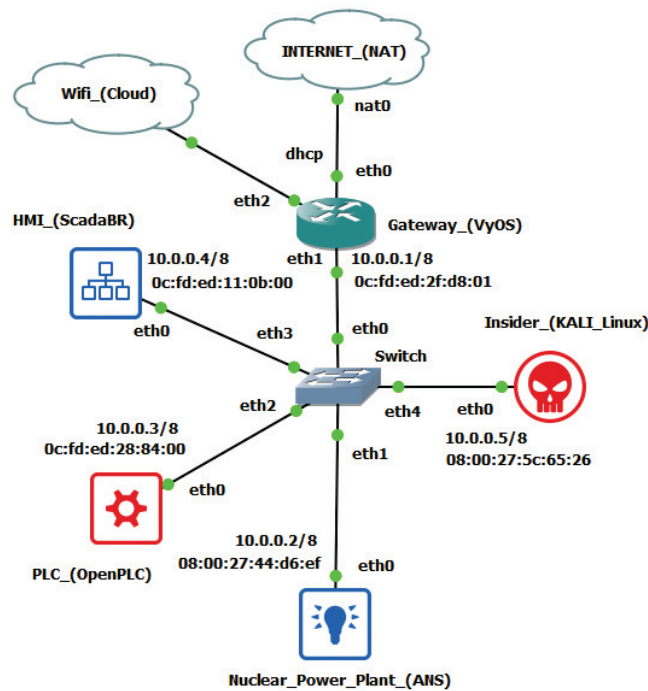 INTERNET_(NAT)
Wifi_(Cloud)
nat0
dhcp
eth0
eth2
HMI_(ScadaBR)
Gateway_(VyOS)
10.0.0.4/8
0c:fd:ed:11:0b:00
eth1
10.0.0.1/8
0c:fd:ed:2f:d8:01
eth0
eth3
eth0
Insider_(KALI_Linux)
Switch
eth2
eth4
eth0
10.0.0.3/8
0c:fd:ed:28:84:00
10.0.0.5/8
08:00:27:5c:65:26
eth1
eth0
10.0.0.2/8
08:00:27:44:d6:ef
eth0
PLC_(OpenPLC)
Nuclear_Power_Plant_(ANS)